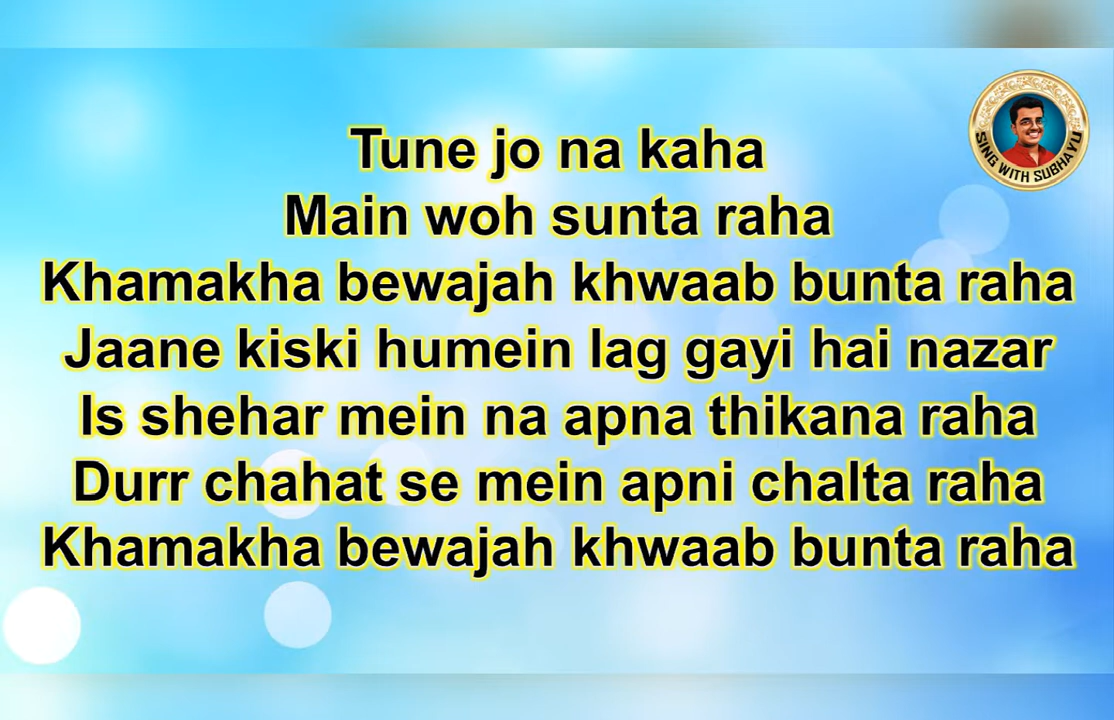 Tune jo na kaha
Main woh sunta raha
Khamakha bewajah khwaab bunta raha
Jaane kiski humein lag gayi hai nazar
Is shehar mein na apna thikana raha
Durr chahat se mein apni chalta raha
Khamakha bewajah khwaab bunta raha
SING WITH SUBHAYU